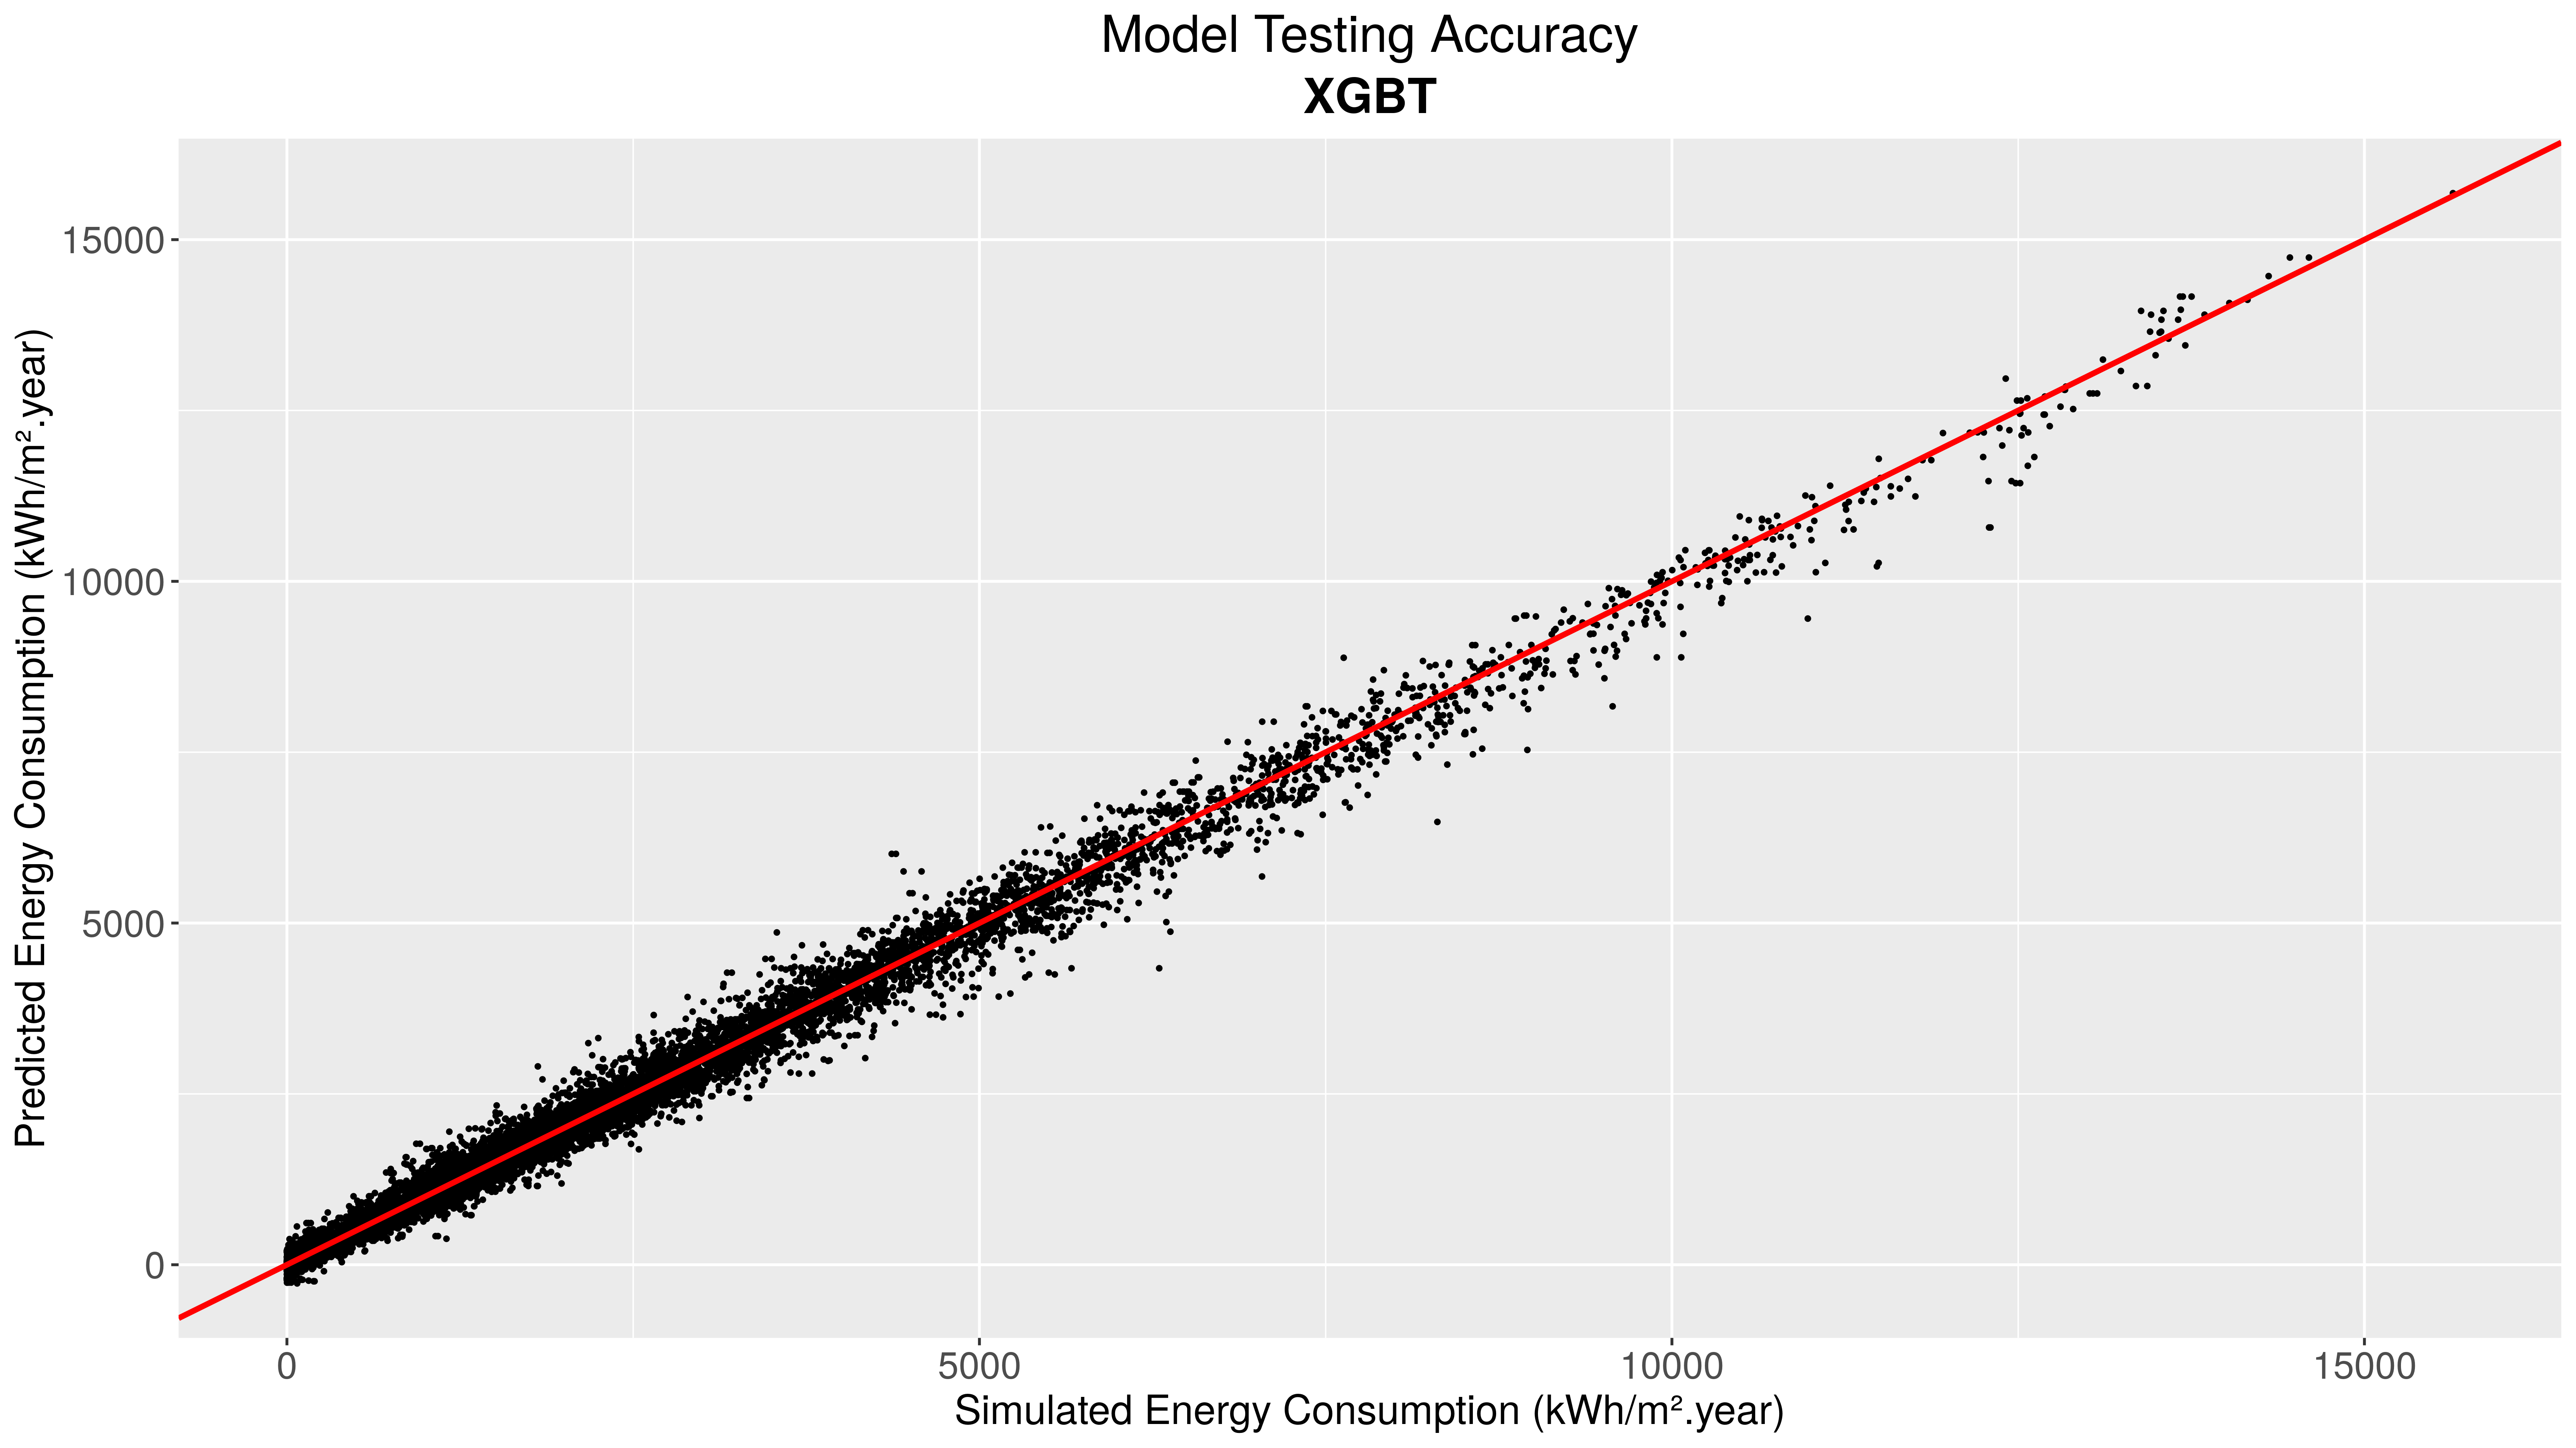 Model Testing Accuracy
XGBT
Predicted Energy Consumption (kWh/m².year)
15000
10000
5000
0
0
5000
10000
15000
Simulated Energy Consumption (kWh/m².year)